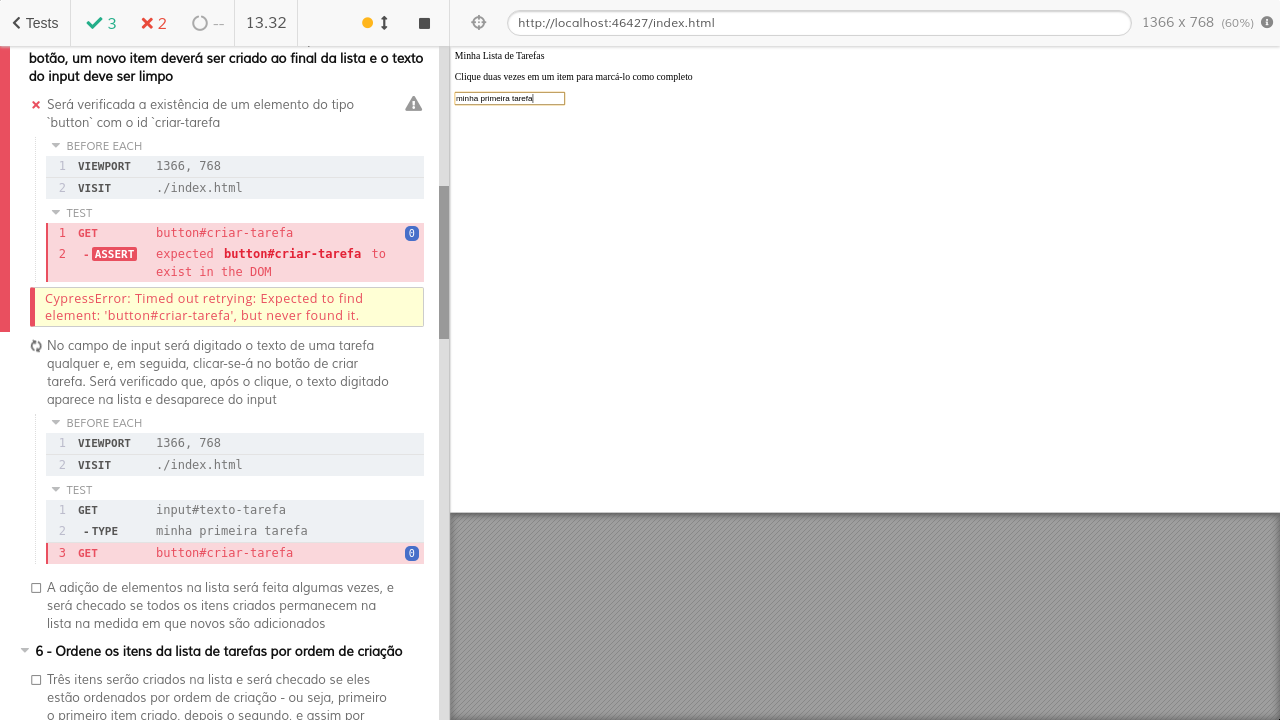 Tests 3 2 -- 13.32 http://localhost:46427/index.html 1366 x 768 (60%)
botão, um novo item deverá ser criado ao final da lista e o texto
do input deve ser limpo
Será verificada a existência de um elemento do tipo
`button` com o id `criar-tarefa
BEFORE EACH
1 VIEWPORT 1366, 768
2 VISIT ./index.html
TEST
1 GET button#criar-tarefa 0
2 -ASSERT expected button#criar-tarefa to
exist in the DOM
CypressError: Timed out retrying: Expected to find
element: 'button#criar-tarefa', but never found it.
No campo de input será digitado o texto de uma tarefa
qualquer e, em seguida, clicar-se-á no botão de criar
tarefa. Será verificado que, após o clique, o texto digitado
aparece na lista e desaparece do input
BEFORE EACH
1 VIEWPORT 1366, 768
2 VISIT ./index.html
TEST
1 GET input#texto-tarefa
2 -TYPE minha primeira tarefa
3 GET button#criar-tarefa 0
A adição de elementos na lista será feita algumas vezes, e
será checado se todos os itens criados permanecem na
lista na medida em que novos são adicionados
6 - Ordene os itens da lista de tarefas por ordem de criação
Três itens serão criados na lista e será checado se eles
estão ordenados por ordem de criação - ou seja, primeiro
o primeiro item criado, depois o segundo, e assim por
Minha Lista de Tarefas
Clique duas vezes em um item para marcá-lo como completo
minha primeira tarefa